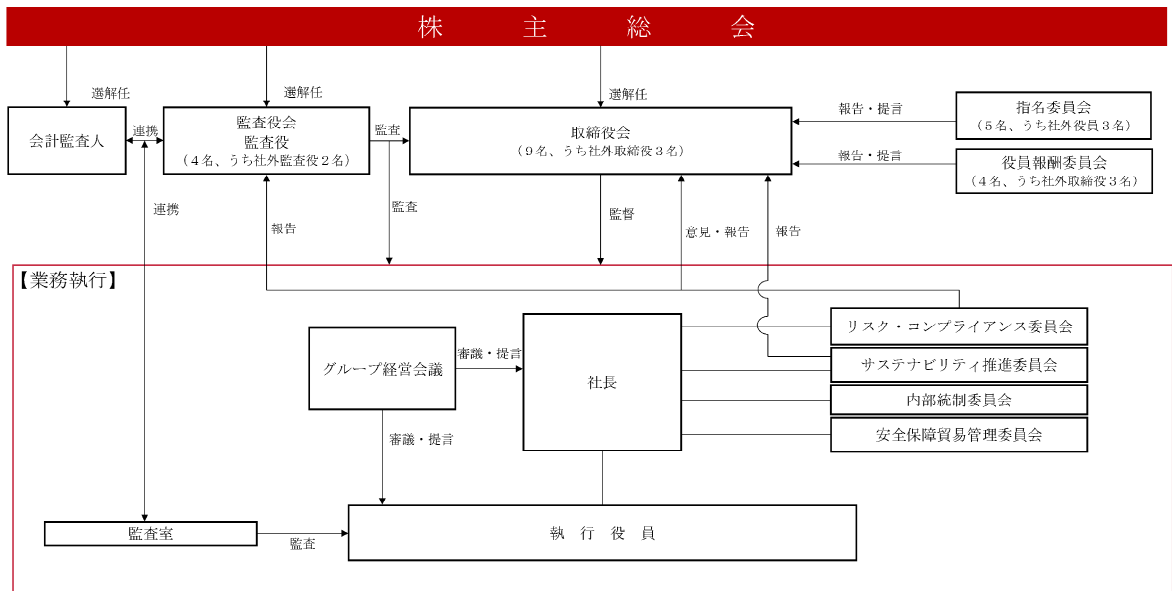 株主総会
選解任
選解任
選解任
会計監査人
連携
監査役会
監査役
(4名、うち社外監査役2名)
監査
取締役会
(9名、うち社外取締役3名)
報告・提言
指名委員会
(5名、うち社外役員3名)
報告・提言
役員報酬委員会
(4名、うち社外取締役3名)
連携
報告
監査
監督
意見・報告
報告
【業務執行】
グループ経営会議
審議・提言
社長
リスク・コンプライアンス委員会
サステナビリティ推進委員会
内部統制委員会
安全保障貿易管理委員会
審議・提言
監査室
監査
執行役員